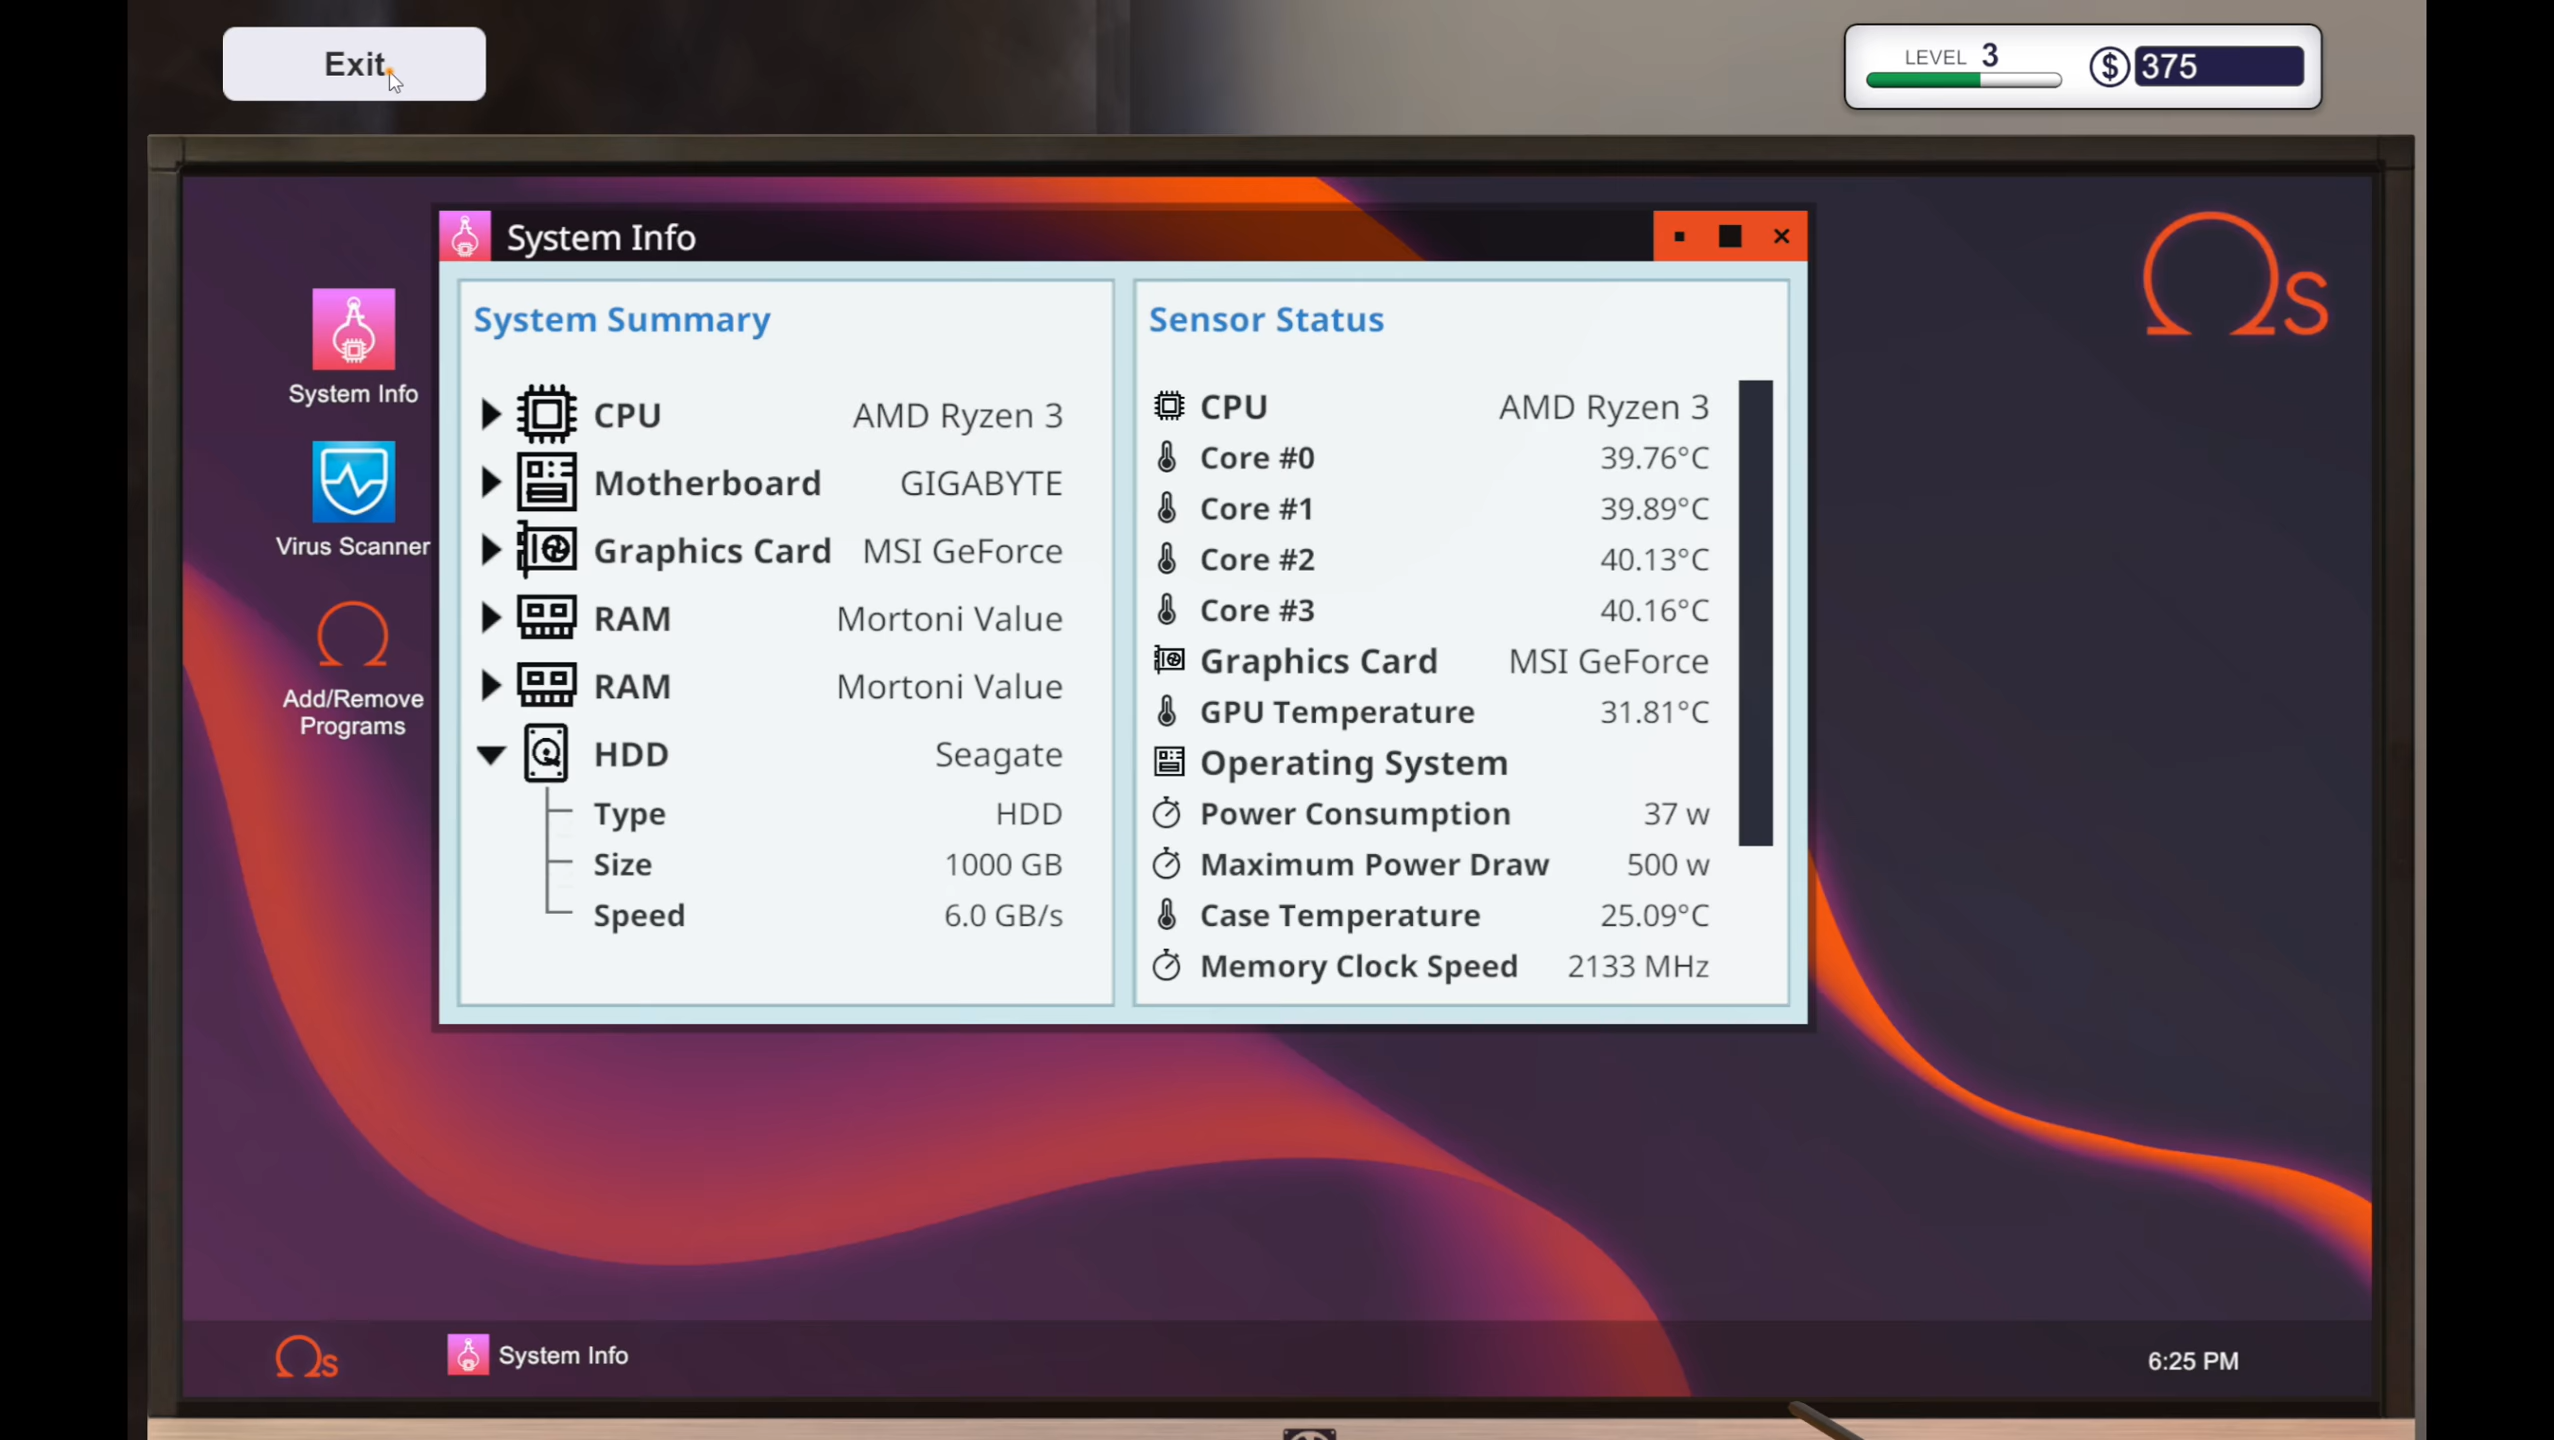 Exit
LEVEL 3
$ 375
System Info
System Info
Virus Scanner
Add/Remove
Programs
System Summary
CPU AMD Ryzen 3
Motherboard GIGABYTE
Graphics Card MSI GeForce
RAM Mortoni Value
RAM Mortoni Value
HDD Seagate
Type HDD
Size 1000 GB
Speed 6.0 GB/s
Sensor Status
CPU AMD Ryzen 3
Core #0 39.76°C
Core #1 39.89°C
Core #2 40.13°C
Core #3 40.16°C
Graphics Card MSI GeForce
GPU Temperature 31.81°C
Operating System
Power Consumption 37 w
Maximum Power Draw 500 w
Case Temperature 25.09°C
Memory Clock Speed 2133 MHz
Ωs
Ωs
System Info
6:25 PM